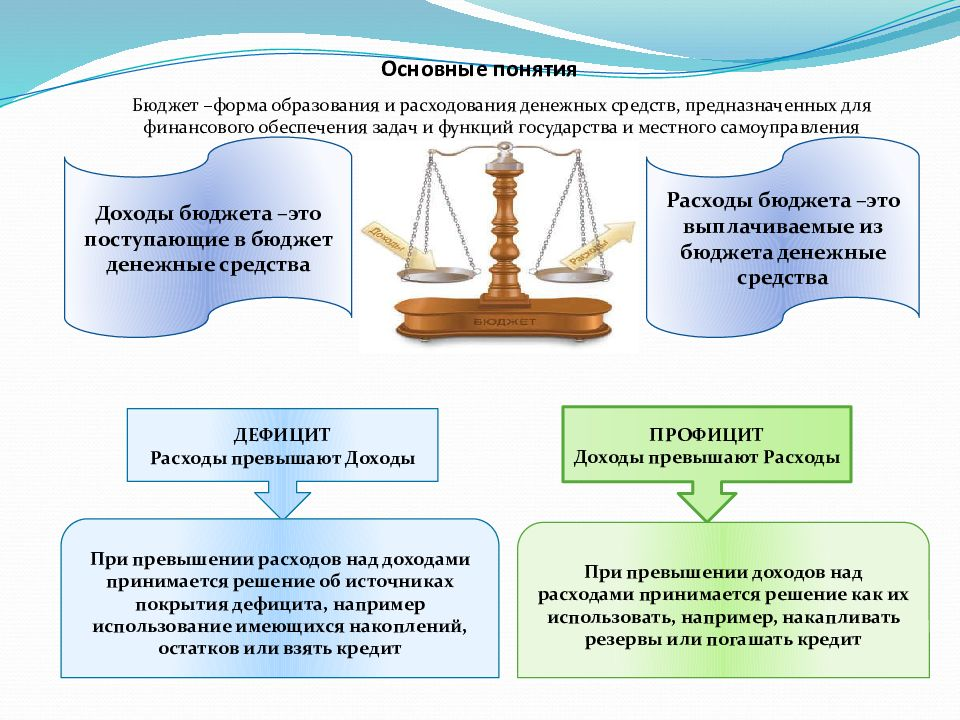 Основные понятия
Бюджет –форма образования и расходования денежных средств, предназначенных для
финансового обеспечения задач и функций государства и местного самоуправления
Доходы бюджета –это
поступающие в бюджет
денежные средства
Доходы
Расходы
БЮДЖЕТ
Расходы бюджета –это
выплачиваемые из
бюджета денежные
средства
ДЕФИЦИТ
Расходы превышают Доходы
ПРОФИЦИТ
Доходы превышают Расходы
При превышении расходов над доходами
принимается решение об источниках
покрытия дефицита, например
использование имеющихся накоплений,
остатков или взять кредит
При превышении доходов над
расходами принимается решение как их
использовать, например, накапливать
резервы или погашать кредит